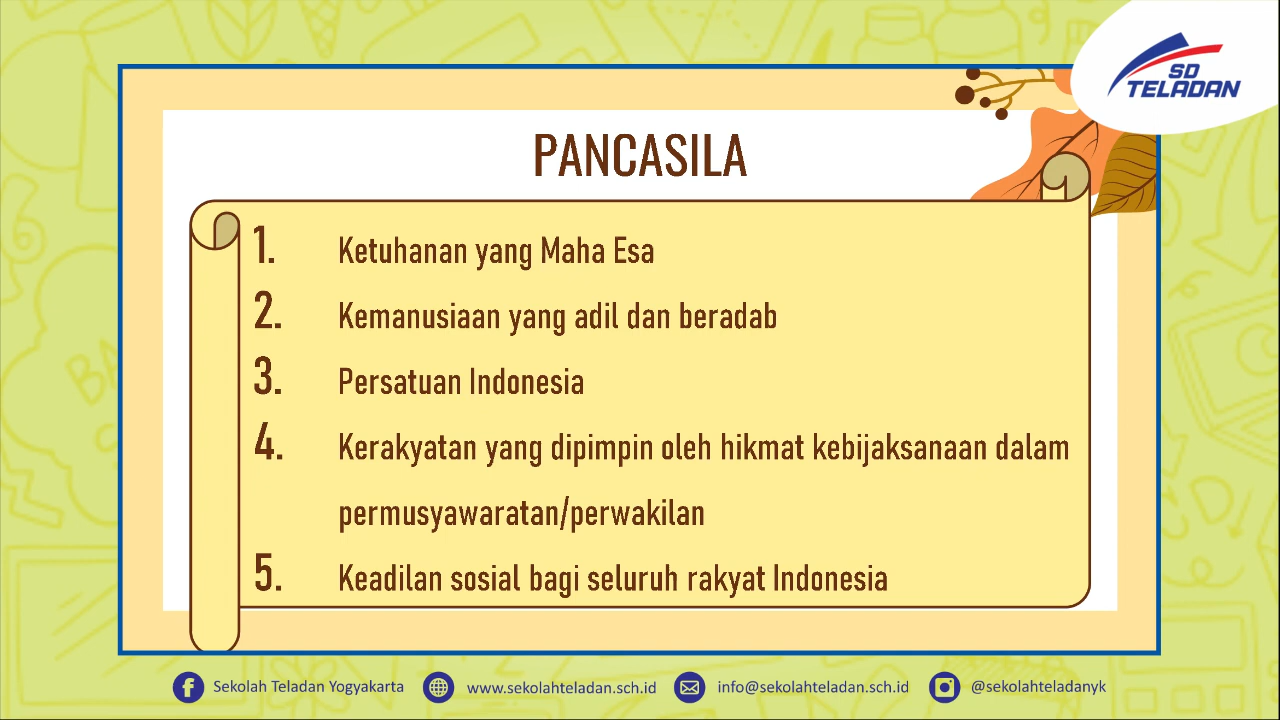 SD
TELADAN
PANCASILA
1. Ketuhanan yang Maha Esa
2. Kemanusiaan yang adil dan beradab
3. Persatuan Indonesia
4. Kerakyatan yang dipimpin oleh hikmat kebijaksanaan dalam
permusyawaratan/perwakilan
5. Keadilan sosial bagi seluruh rakyat Indonesia
Sekolah Teladan Yogyakarta www.sekolahteladan.sch.id info@sekolahteladan.sch.id @sekolahteladanyk